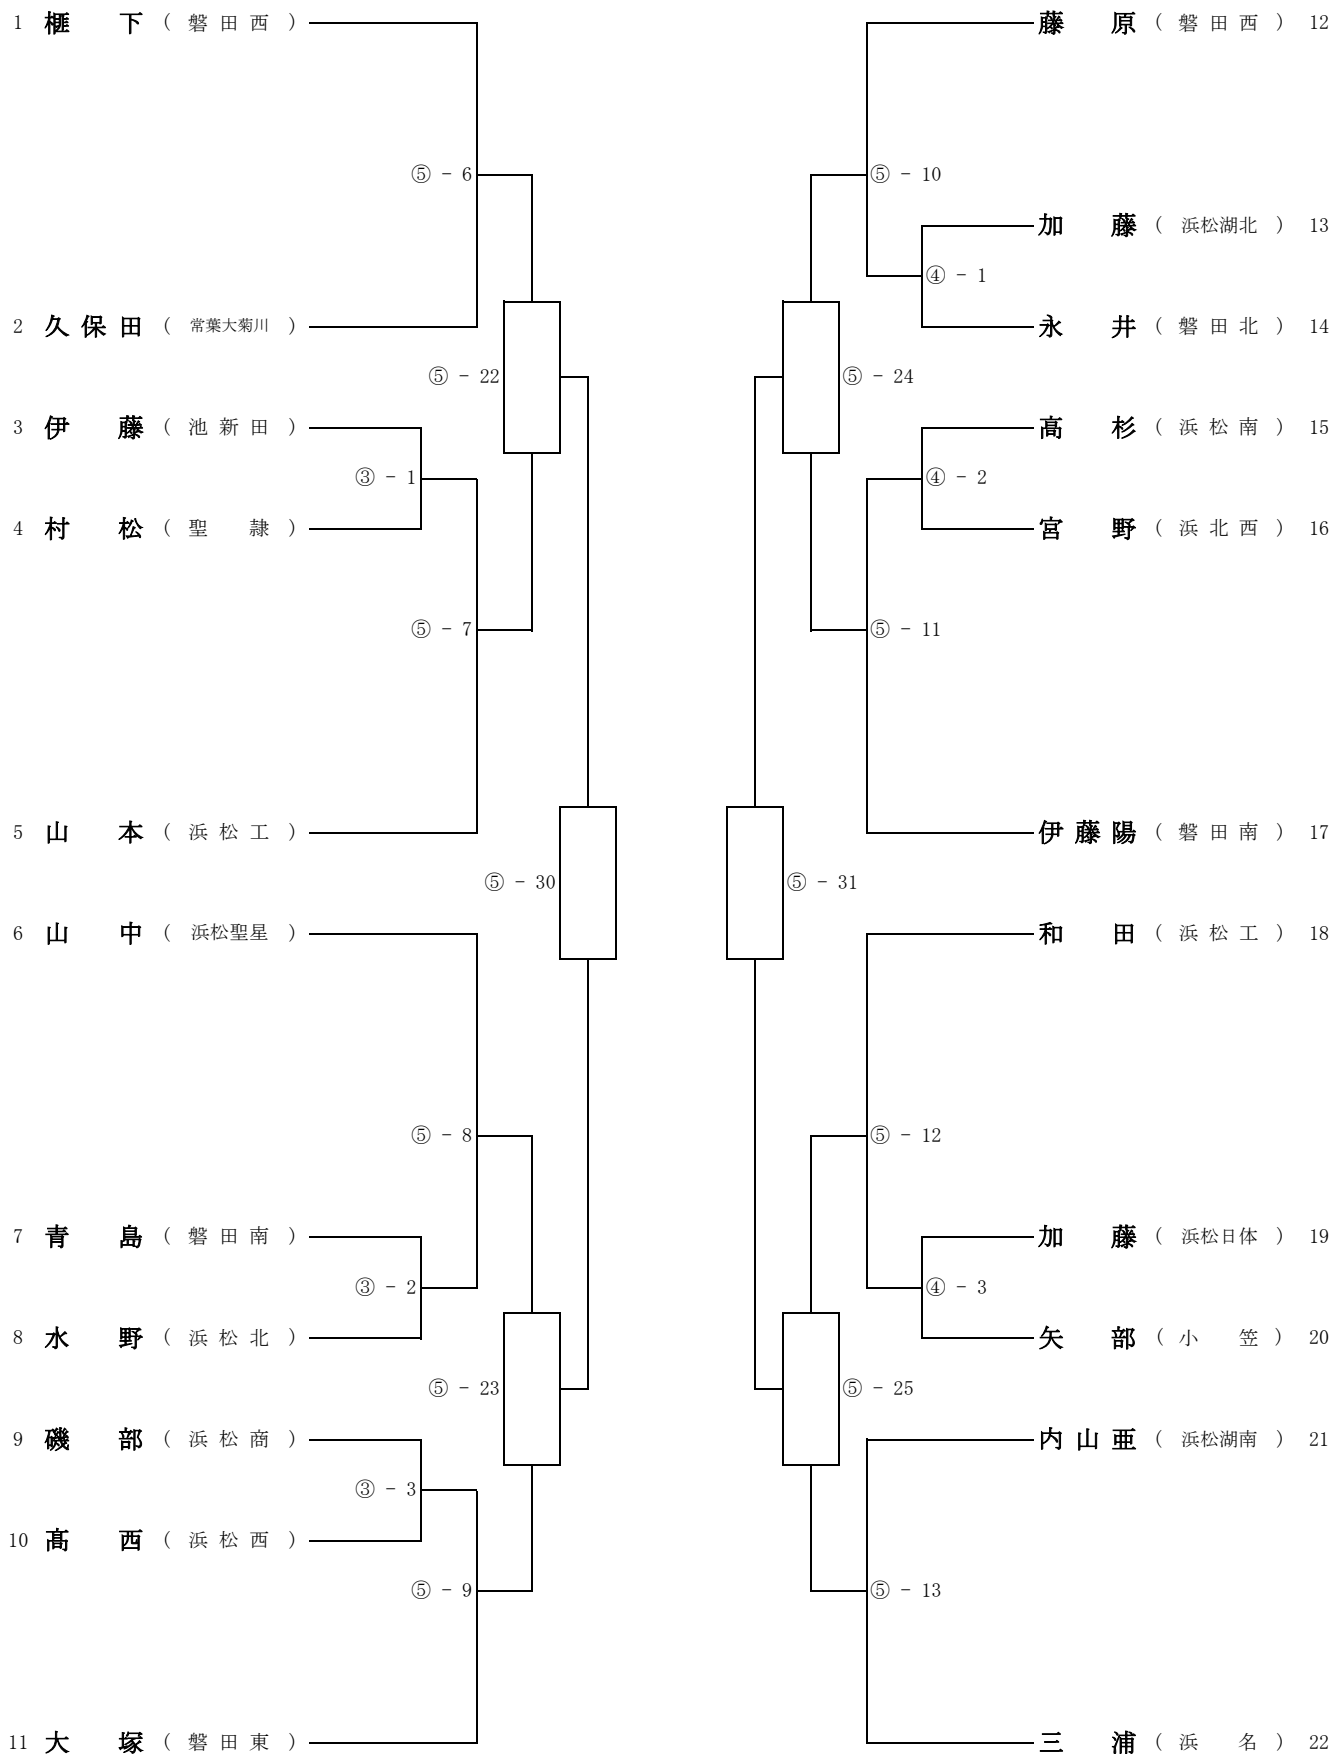 1 榧 下 ( 磐 田 西 )
⑤ - 6
2 久 保 田 ( 常葉大菊川 )
⑤ - 22
3 伊 藤 ( 池 新 田 )
③ - 1
4 村 松 ( 聖 隷 )
⑤ - 7
5 山 本 ( 浜 松 工 )
⑤ - 30
6 山 中 ( 浜松聖星 )
⑤ - 8
7 青 島 ( 磐 田 南 )
③ - 2
8 水 野 ( 浜 松 北 )
⑤ - 23
9 磯 部 ( 浜 松 商 )
③ - 3
10 髙 西 ( 浜 松 西 )
⑤ - 9
11 大 塚 ( 磐 田 東 )
藤 原 ( 磐 田 西 ) 12
⑤ - 10
加 藤 ( 浜松湖北 ) 13
④ - 1
永 井 ( 磐 田 北 ) 14
⑤ - 24
高 杉 ( 浜 松 南 ) 15
④ - 2
宮 野 ( 浜 北 西 ) 16
⑤ - 11
伊 藤 陽 ( 磐 田 南 ) 17
⑤ - 31
和 田 ( 浜 松 工 ) 18
⑤ - 12
加 藤 ( 浜松日体 ) 19
④ - 3
矢 部 ( 小 笠 ) 20
⑤ - 25
内 山 亜 ( 浜松湖南 ) 21
⑤ - 13
三 浦 ( 浜 名 ) 22